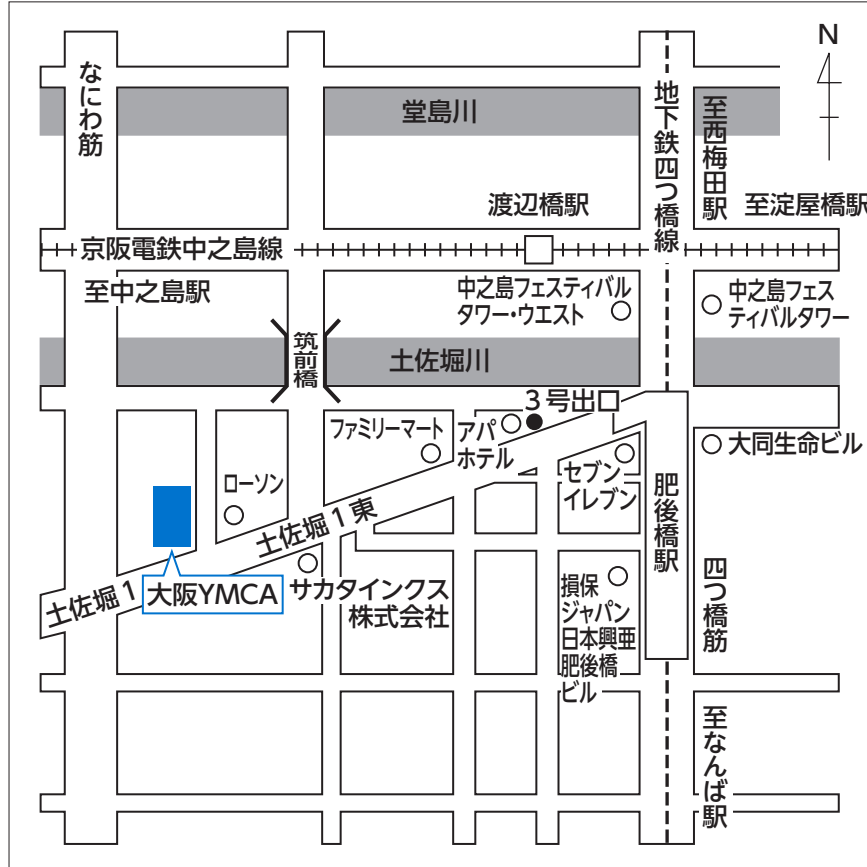 N
なにわ筋
堂島川
地下鉄四つ橋線
至西梅田駅
渡辺橋駅
至淀屋橋駅
京阪電鉄中之島線
至中之島駅
中之島フェスティバル
タワー・ウエスト
中之島フェス
ティバルタワー
筑前橋
土佐堀川
3号出口
ファミリーマート
アパ
ホテル
大同生命ビル
ローソン
セブン
イレブン
肥後橋駅
土佐堀1東
土佐堀1
大阪YMCA
サカタインクス
株式会社
損保
ジャパン
日本興亜
肥後橋
ビル
四つ橋筋
至なんば駅